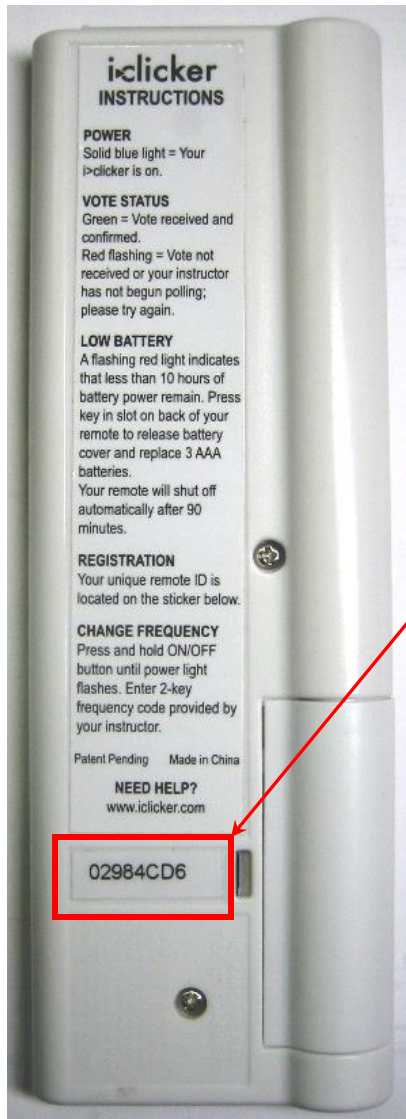 i>clicker
INSTRUCTIONS
POWER
Solid blue light = Your
i>clicker is on.
VOTE STATUS
Green = Vote received and
confirmed.
Red flashing = Vote not
received or your instructor
has not begun polling;
please try again.
LOW BATTERY
A flashing red light indicates
that less than 10 hours of
battery power remain. Press
key in slot on back of your
remote to release battery
cover and replace 3 AAA
batteries.
Your remote will shut off
automatically after 90
minutes.
REGISTRATION
Your unique remote ID is
located on the sticker below.
CHANGE FREQUENCY
Press and hold ON/OFF
button until power light
flashes. Enter 2-key
frequency code provided by
your instructor.
Patent Pending Made in China
NEED HELP?
www.iclicker.com
02984CD6